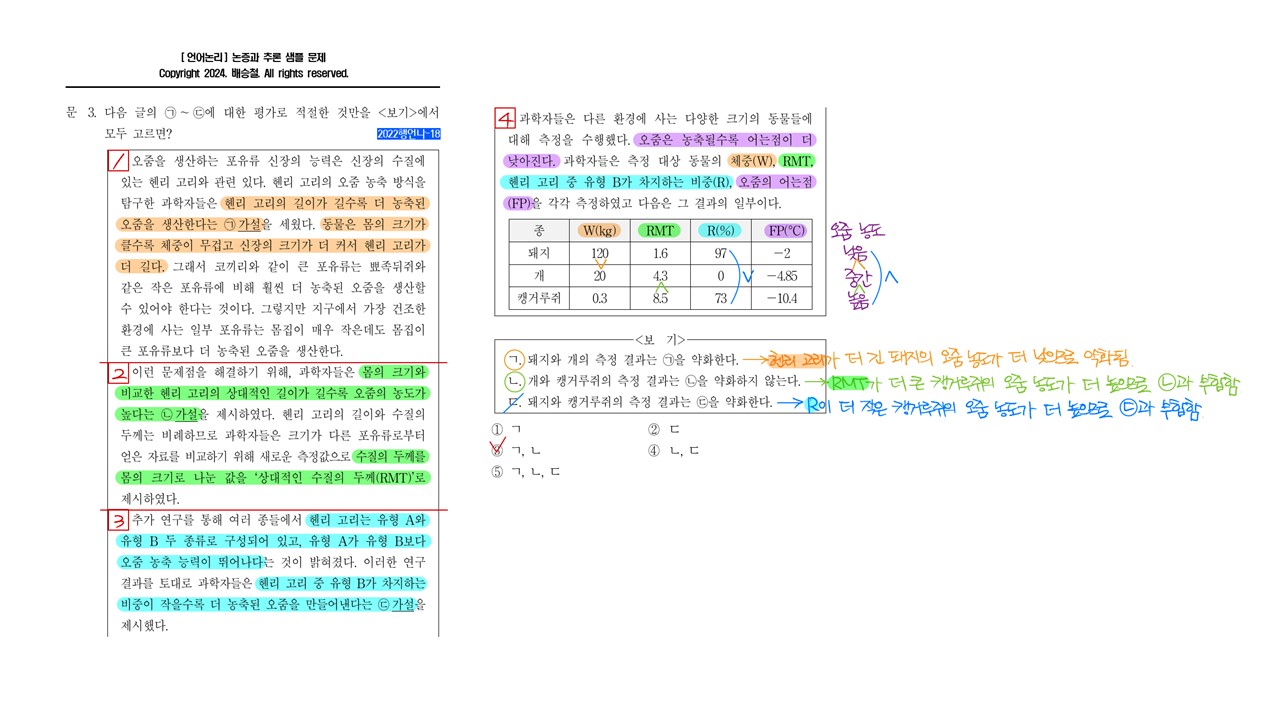 [언어논리] 논증과 추론 샘플 문제
Copyright 2024. 배승철. All rights reserved.
문 3. 다음 글의 ㉠~㉢에 대한 평가로 적절한 것만을 <보기>에서
모두 고르면?
2022행언나-18
1 오줌을 생산하는 포유류 신장의 능력은 신장의 수질에
있는 헨리 고리와 관련 있다. 헨리 고리의 오줌 농축 방식을
탐구한 과학자들은 헨리 고리의 길이가 길수록 더 농축된
오줌을 생산한다는 ㉠가설을 세웠다. 동물은 몸의 크기가
클수록 체중이 무겁고 신장의 크기가 더 커서 헨리 고리가
더 길다. 그래서 코끼리와 같이 큰 포유류는 뾰족뒤쥐와
같은 작은 포유류에 비해 훨씬 더 농축된 오줌을 생산할
수 있어야 한다는 것이다. 그렇지만 지구에서 가장 건조한
환경에 사는 일부 포유류는 몸집이 매우 작은데도 몸집이
큰 포유류보다 더 농축된 오줌을 생산한다.
2 이런 문제점을 해결하기 위해, 과학자들은 몸의 크기와
비교한 헨리 고리의 상대적인 길이가 길수록 오줌의 농도가
높다는 ㉡가설을 제시하였다. 헨리 고리의 길이와 수질의
두께는 비례하므로 과학자들은 크기가 다른 포유류로부터
얻은 자료를 비교하기 위해 새로운 측정값으로 수질의 두께를
몸의 크기로 나눈 값을 '상대적인 수질의 두께(RMT)'로
제시하였다.
3 추가 연구를 통해 여러 종들에서 헨리 고리는 유형 A와
유형 B 두 종류로 구성되어 있고, 유형 A가 유형 B보다
오줌 농축 능력이 뛰어나다는 것이 밝혀졌다. 이러한 연구
결과를 토대로 과학자들은 헨리 고리 중 유형 B가 차지하는
비중이 작을수록 더 농축된 오줌을 만들어낸다는 ㉢가설을
제시했다.
4 과학자들은 다른 환경에 사는 다양한 크기의 동물들에
대해 측정을 수행했다. 오줌은 농축될수록 어는점이 더
낮아진다. 과학자들은 측정 대상 동물의 체중(W), RMT,
헨리 고리 중 유형 B가 차지하는 비중(R), 오줌의 어는점
(FP)을 각각 측정하였고 다음은 그 결과의 일부이다.
종 W(kg) RMT R(%) FP(℃) 오줌 농도
돼지 120 1.6 97 -2 낮음
개 20 4.3 0 -4.85 중간
캥거루쥐 0.3 8.5 73 -10.4 높음
<보 기>
ㄱ. 돼지와 개의 측정 결과는 ㉠을 약화한다. → 헨리 고리가 더 긴 돼지의 오줌 농도가 더 낮으므로 약화됨
ㄴ. 개와 캥거루쥐의 측정 결과는 ㉡을 약화하지 않는다. → RMT가 더 큰 캥거루쥐의 오줌 농도가 더 높으므로 ㉡과 부합함
ㄷ. 돼지와 캥거루쥐의 측정 결과는 ㉢을 약화한다. → R이 더 적은 캥거루쥐의 오줌 농도가 더 높으므로 ㉢과 부합함
① ㄱ ② ㄷ
③ ㄱ, ㄴ ④ ㄴ, ㄷ
⑤ ㄱ, ㄴ, ㄷ